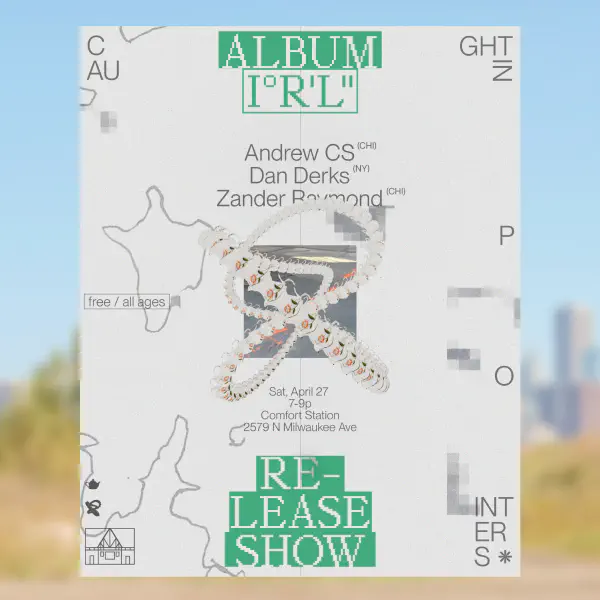 C
AU
GHT
IN
ALBUM
I°R'L"
Andrew CS (CHI)
Dan Derks (NY)
Zander Raymond (CHI)
P
free / all ages
O
Sat, April 27
7-9p
Comfort Station
2579 N Milwaukee Ave
RE-
LEASE
SHOW
INT
ER
S*